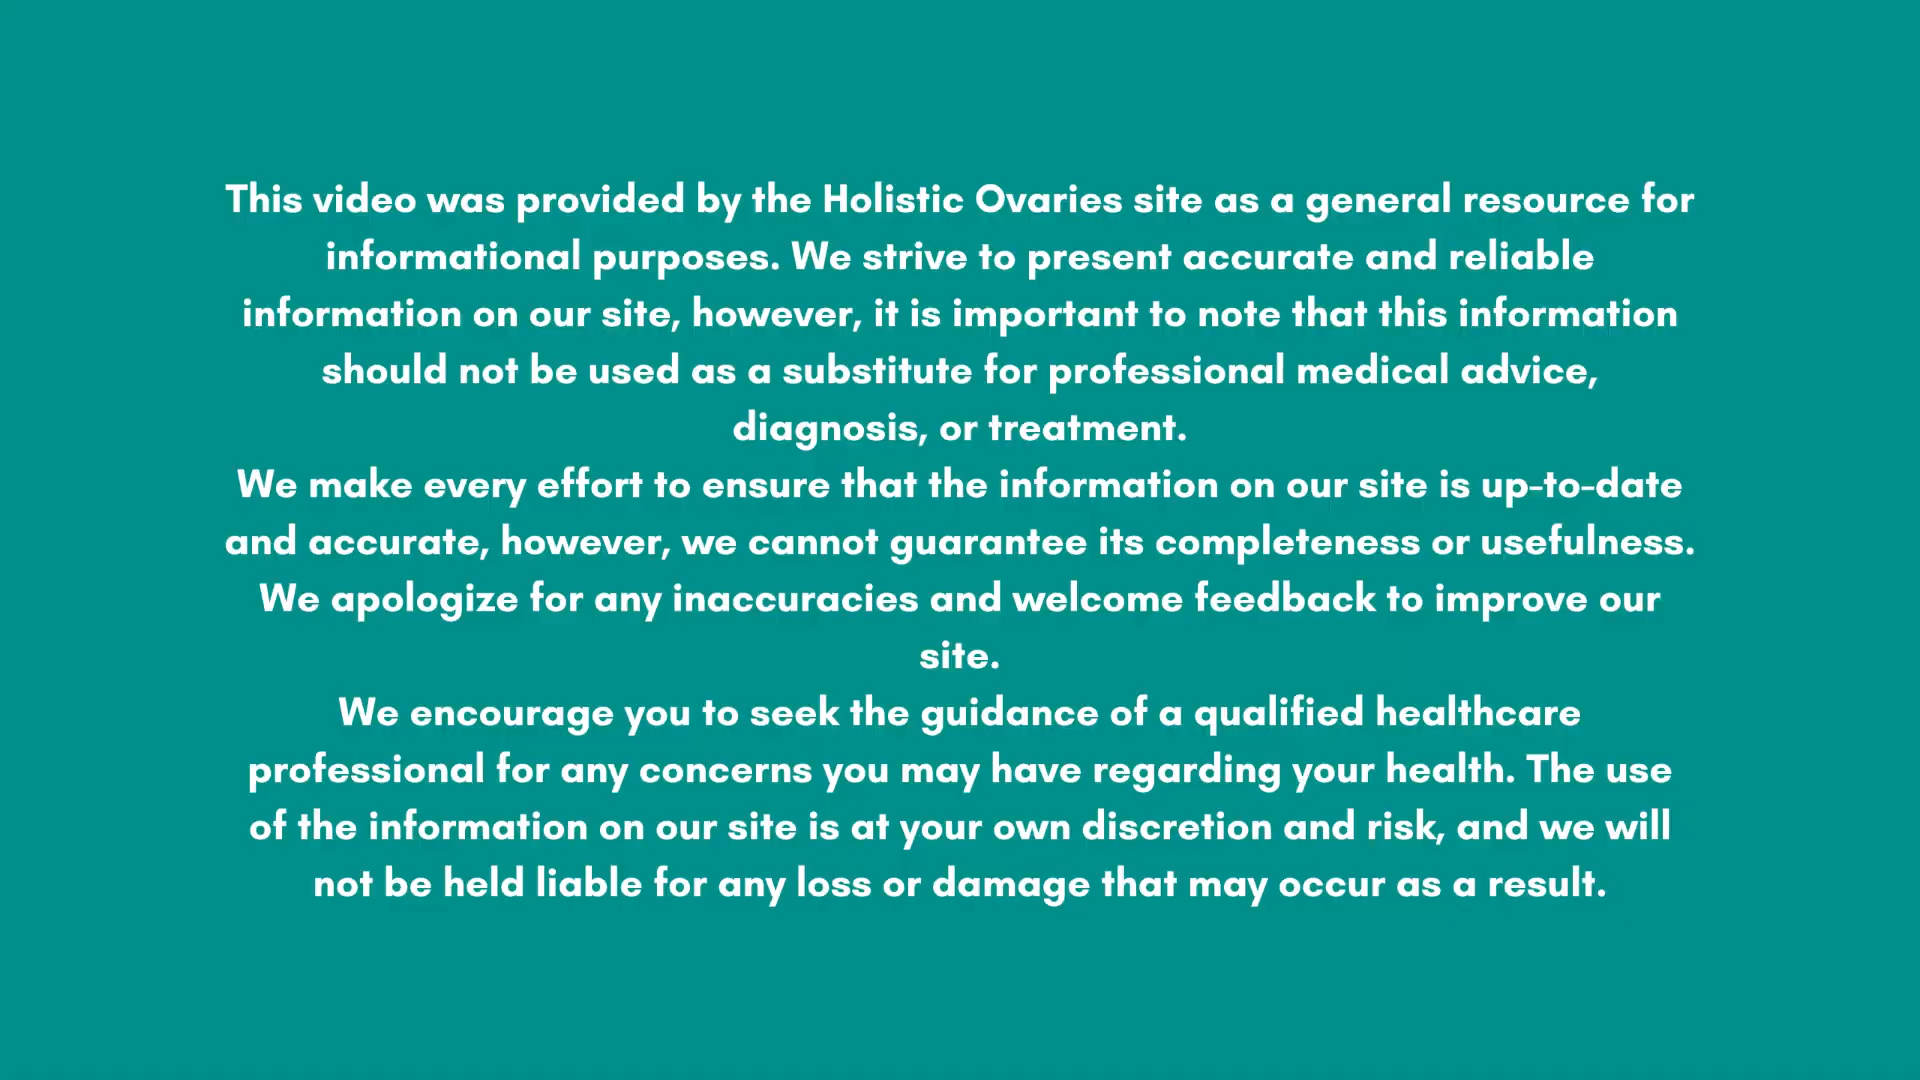 This video was provided by the Holistic Ovaries site as a general resource for
informational purposes. We strive to present accurate and reliable
information on our site, however, it is important to note that this information
should not be used as a substitute for professional medical advice,
diagnosis, or treatment.
We make every effort to ensure that the information on our site is up-to-date
and accurate, however, we cannot guarantee its completeness or usefulness.
We apologize for any inaccuracies and welcome feedback to improve our
site.
We encourage you to seek the guidance of a qualified healthcare
professional for any concerns you may have regarding your health. The use
of the information on our site is at your own discretion and risk, and we will
not be held liable for any loss or damage that may occur as a result.